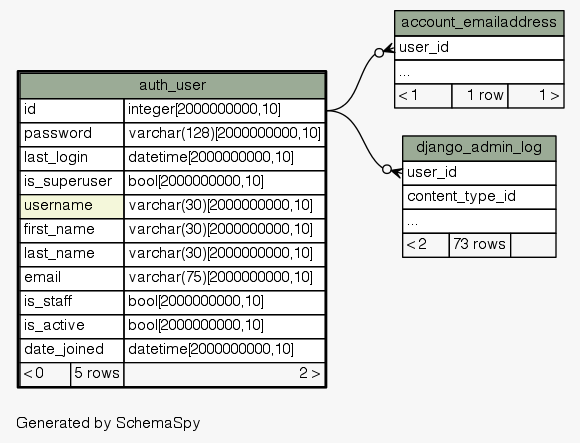 auth_user
id integer[2000000000,10]
password varchar(128)[2000000000,10]
last_login datetime[2000000000,10]
is_superuser bool[2000000000,10]
username varchar(30)[2000000000,10]
first_name varchar(30)[2000000000,10]
last_name varchar(30)[2000000000,10]
email varchar(75)[2000000000,10]
is_staff bool[2000000000,10]
is_active bool[2000000000,10]
date_joined datetime[2000000000,10]
< 0 5 rows 2 >
account_emailaddress
user_id
...
< 1 1 row 1 >
django_admin_log
user_id
content_type_id
...
< 2 73 rows
Generated by SchemaSpy